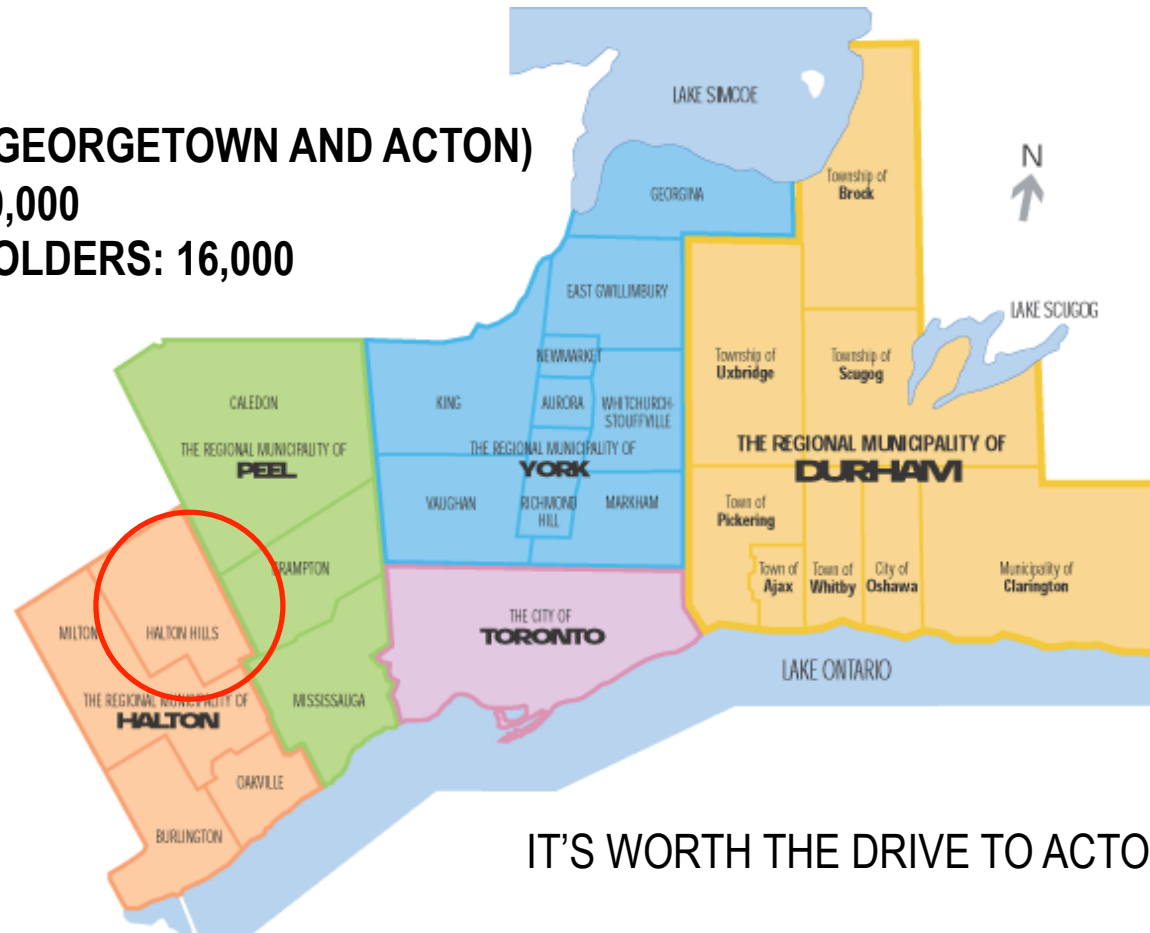 LAKE SIMCOE
GEORGETOWN AND ACTON)
N
Township of
Brock
GEORGINA
,000
OLDERS: 16,000
EAST GWILLIMBURY
LAKE SCUGOG
NEWMARKET
Township of
Uxbridge
Township of
Scugog
CALEDON
KING
AURORA
WHITCHURCH-
STOUFFVILLE
THE REGIONAL MUNICIPALITY OF
PEEL
THE REGIONAL MUNICIPALITY OF
YORK
THE REGIONAL MUNICIPALITY OF
DURHAM
VAUGHAN
RICHMOND
HILL
MARKHAM
Town of
Pickering
BRAMPTON
Town of
Ajax
Town of
Whitby
City of
Oshawa
Municipality of
Clarington
MILTON
HALTON HILLS
THE CITY OF
TORONTO
LAKE ONTARIO
THE REGIONAL MUNICIPALITY OF
HALTON
MISSISSAUGA
OAKVILLE
BURLINGTON
IT'S WORTH THE DRIVE TO ACTO